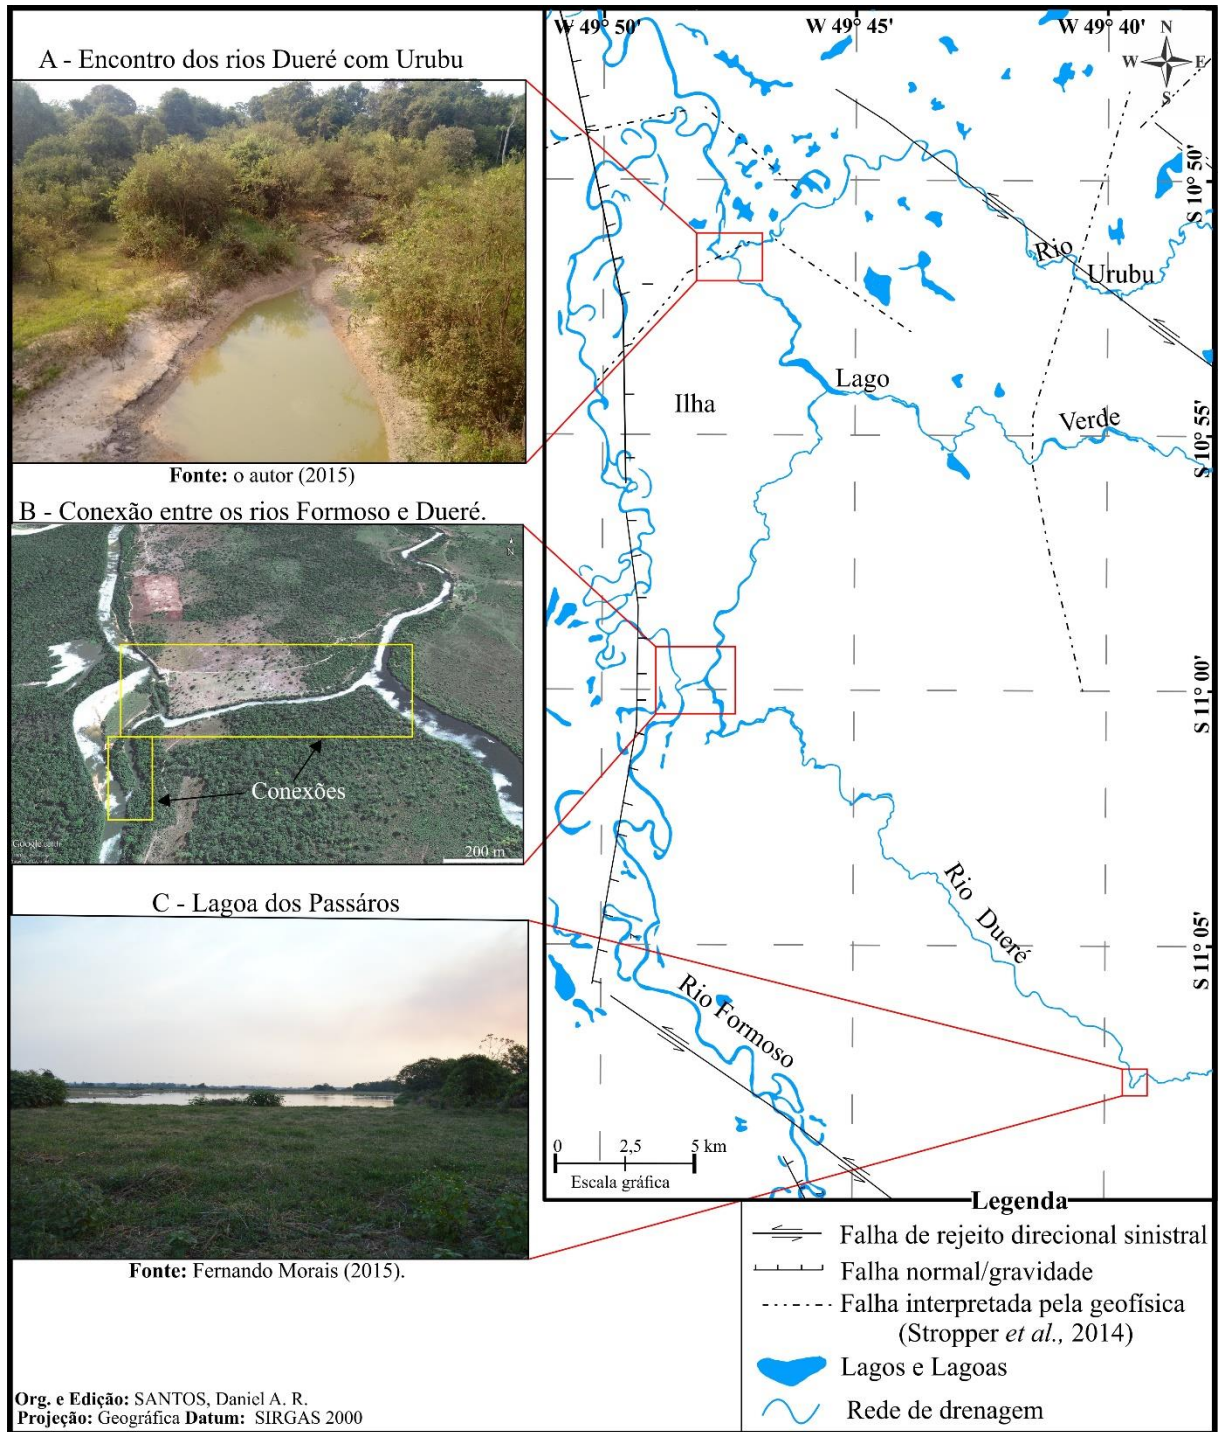 A - Encontro dos rios Dueré com Urubu
Fonte: o autor (2015)
B - Conexão entre os rios Formoso e Dueré.
N
Conexões
Google earth
200 m
C - Lagoa dos Passáros
Fonte: Fernando Morais (2015).
Org. e Edição: SANTOS, Daniel A. R.
Projeção: Geográfica Datum: SIRGAS 2000
W 49° 50'
W 49° 45'
W 49° 40'
N
W E
S
S 10° 50'
Rio
Urubu
Lago
Ilha
Verde
S 10° 55'
S 11° 00'
Rio Dueré
S 11° 05'
Rio Formoso
0 2,5 5 km
Escala gráfica
Legenda
Falha de rejeito direcional sinistral
Falha normal/gravidade
Falha interpretada pela geofísica
(Stropper et al., 2014)
Lagos e Lagoas
Rede de drenagem